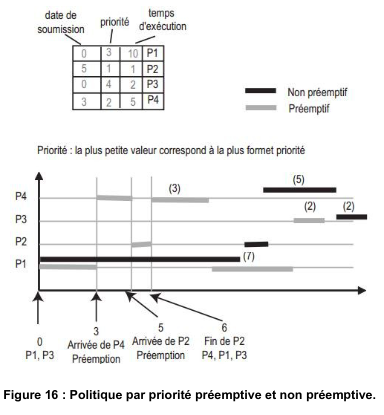 date de soumission priorité temps d'exécution
0 3 10 P1
5 1 1 P2
0 4 2 P3
3 2 5 P4
Non préemptif
Préemptif
Priorité : la plus petite valeur correspond à la plus formet priorité
P4 (3) (5)
P3 (2) (2)
P2
P1 (7)
0
P1, P3
3
Arrivée de P4
Préemption
5
Arrivée de P2
Préemption
6
Fin de P2
P4, P1, P3
Figure 16 : Politique par priorité préemptive et non préemptive.